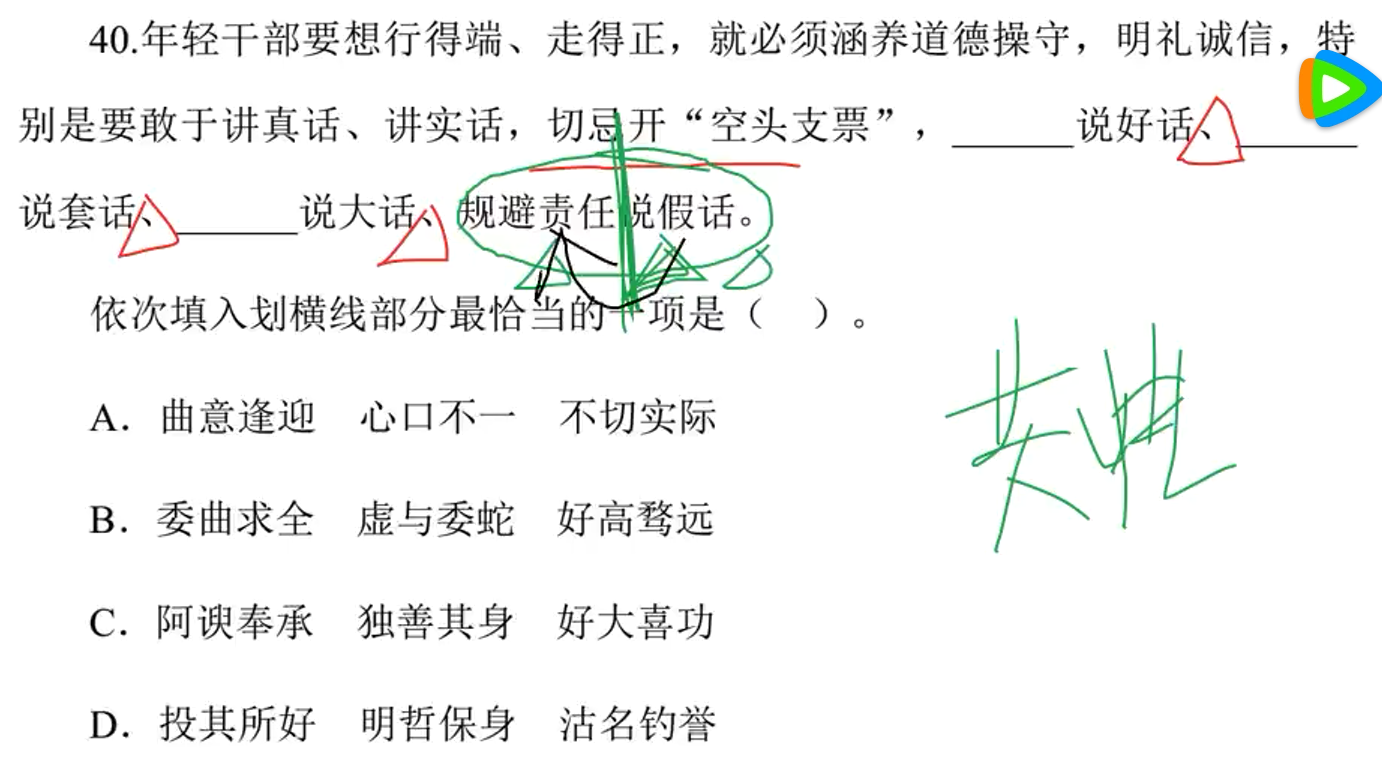 40.年轻干部要想行得端、走得正，就必须涵养道德操守，明礼诚信，特
别是要敢于讲真话、讲实话，切忌开“空头支票”，______说好话、______
说套话、______说大话、规避责任说假话。
依次填入划横线部分最恰当的一项是（ ）。
A．曲意逢迎 心口不一 不切实际
B．委曲求全 虚与委蛇 好高骛远
C．阿谀奉承 独善其身 好大喜功
D．投其所好 明哲保身 沽名钓誉